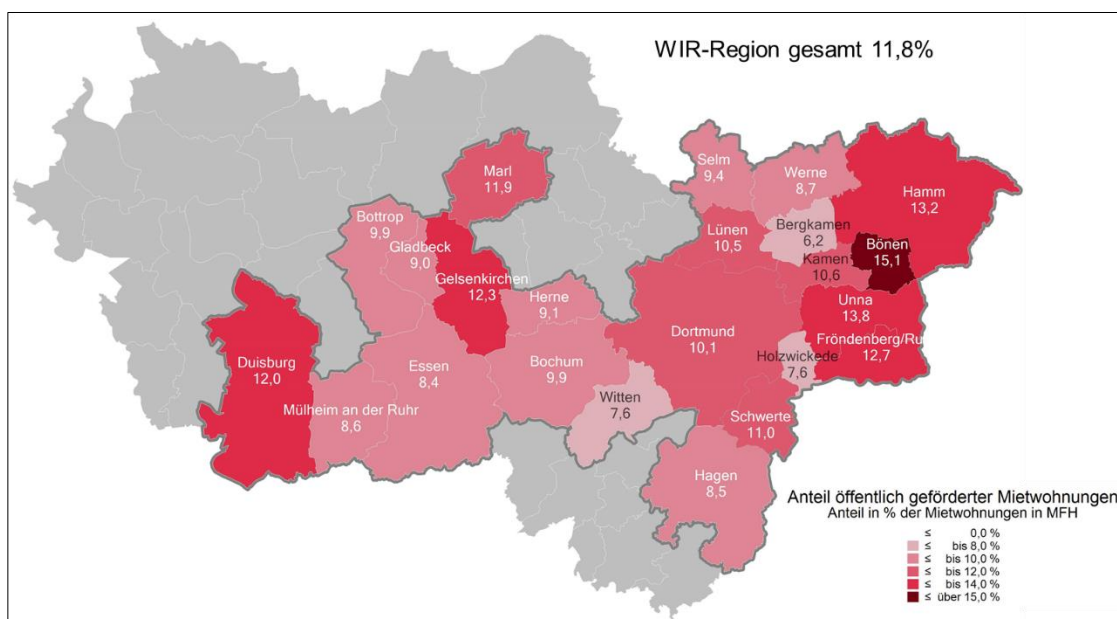 WIR-Region gesamt 11,8%
Marl
11,9
Selm
9,4
Werne
8,7
Hamm
13,2
Bottrop
9,9
Gladbeck
9,0
Gelsenkirchen
12,3
Lünen
10,5
Bergkamen
6,2
Kamen
10,6
Bönen
15,1
Herne
9,1
Unna
13,8
Duisburg
12,0
Essen
8,4
Bochum
9,9
Dortmund
10,1
Holzwickede
7,6
Fröndenberg/Ru
12,7
Mülheim an der Ruhr
8,6
Witten
7,6
Schwerte
11,0
Hagen
8,5
Anteil öffentlich geförderter Mietwohnungen
Anteil in % der Mietwohnungen in MFH
≤ 0,0 %
≤ bis 8,0 %
≤ bis 10,0 %
≤ bis 12,0 %
≤ bis 14,0 %
≤ über 15,0 %